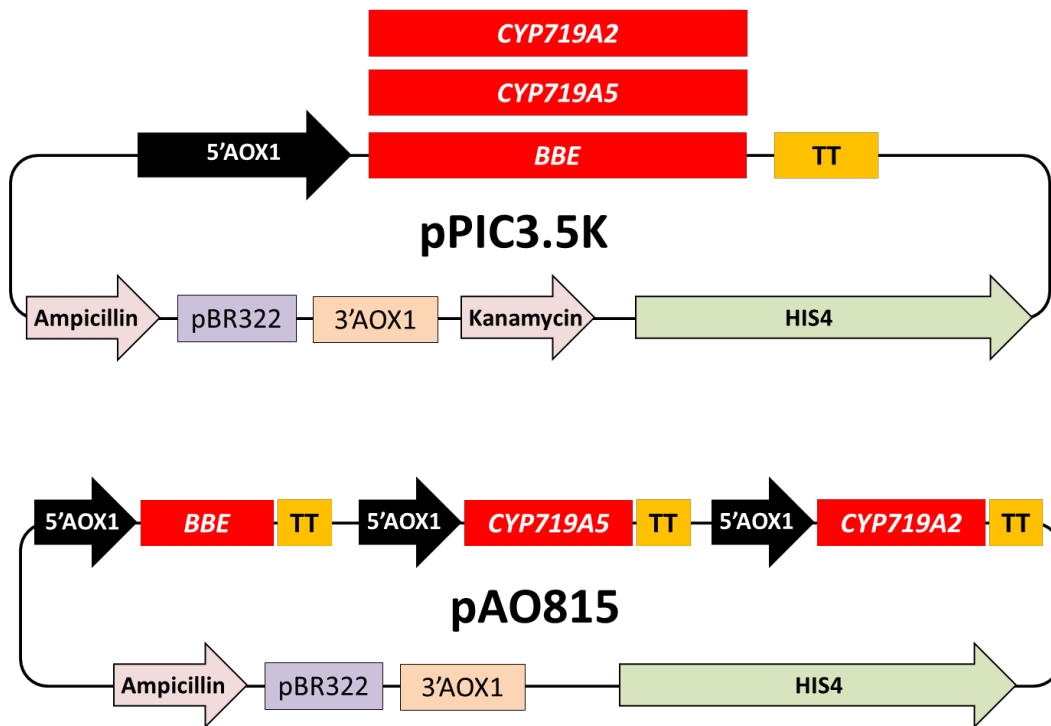 CYP719A2
CYP719A5
5'AOX1 BBE TT
pPIC3.5K
Ampicillin pBR322 3'AOX1 Kanamycin HIS4
5'AOX1 BBE TT 5'AOX1 CYP719A5 TT 5'AOX1 CYP719A2 TT
pAO815
Ampicillin pBR322 3'AOX1 HIS4